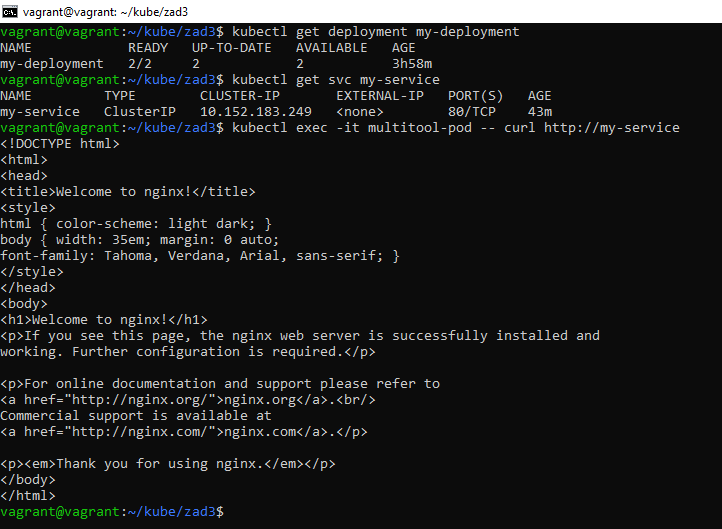 vagrant@vagrant: ~/kube/zad3
vagrant@vagrant:~/kube/zad3$ kubectl get deployment my-deployment
NAME            READY   UP-TO-DATE   AVAILABLE   AGE
my-deployment   2/2     2            2           3h58m
vagrant@vagrant:~/kube/zad3$ kubectl get svc my-service
NAME         TYPE        CLUSTER-IP       EXTERNAL-IP   PORT(S)   AGE
my-service   ClusterIP   10.152.183.249   <none>        80/TCP    43m
vagrant@vagrant:~/kube/zad3$ kubectl exec -it multitool-pod -- curl http://my-service
<!DOCTYPE html>
<html>
<head>
<title>Welcome to nginx!</title>
<style>
html { color-scheme: light dark; }
body { width: 35em; margin: 0 auto;
font-family: Tahoma, Verdana, Arial, sans-serif; }
</style>
</head>
<body>
<h1>Welcome to nginx!</h1>
<p>If you see this page, the nginx web server is successfully installed and
working. Further configuration is required.</p>
<p>For online documentation and support please refer to
<a href="http://nginx.org/">nginx.org</a>.<br/>
Commercial support is available at
<a href="http://nginx.com/">nginx.com</a>.</p>
<p><em>Thank you for using nginx.</em></p>
</body>
</html>
vagrant@vagrant:~/kube/zad3$